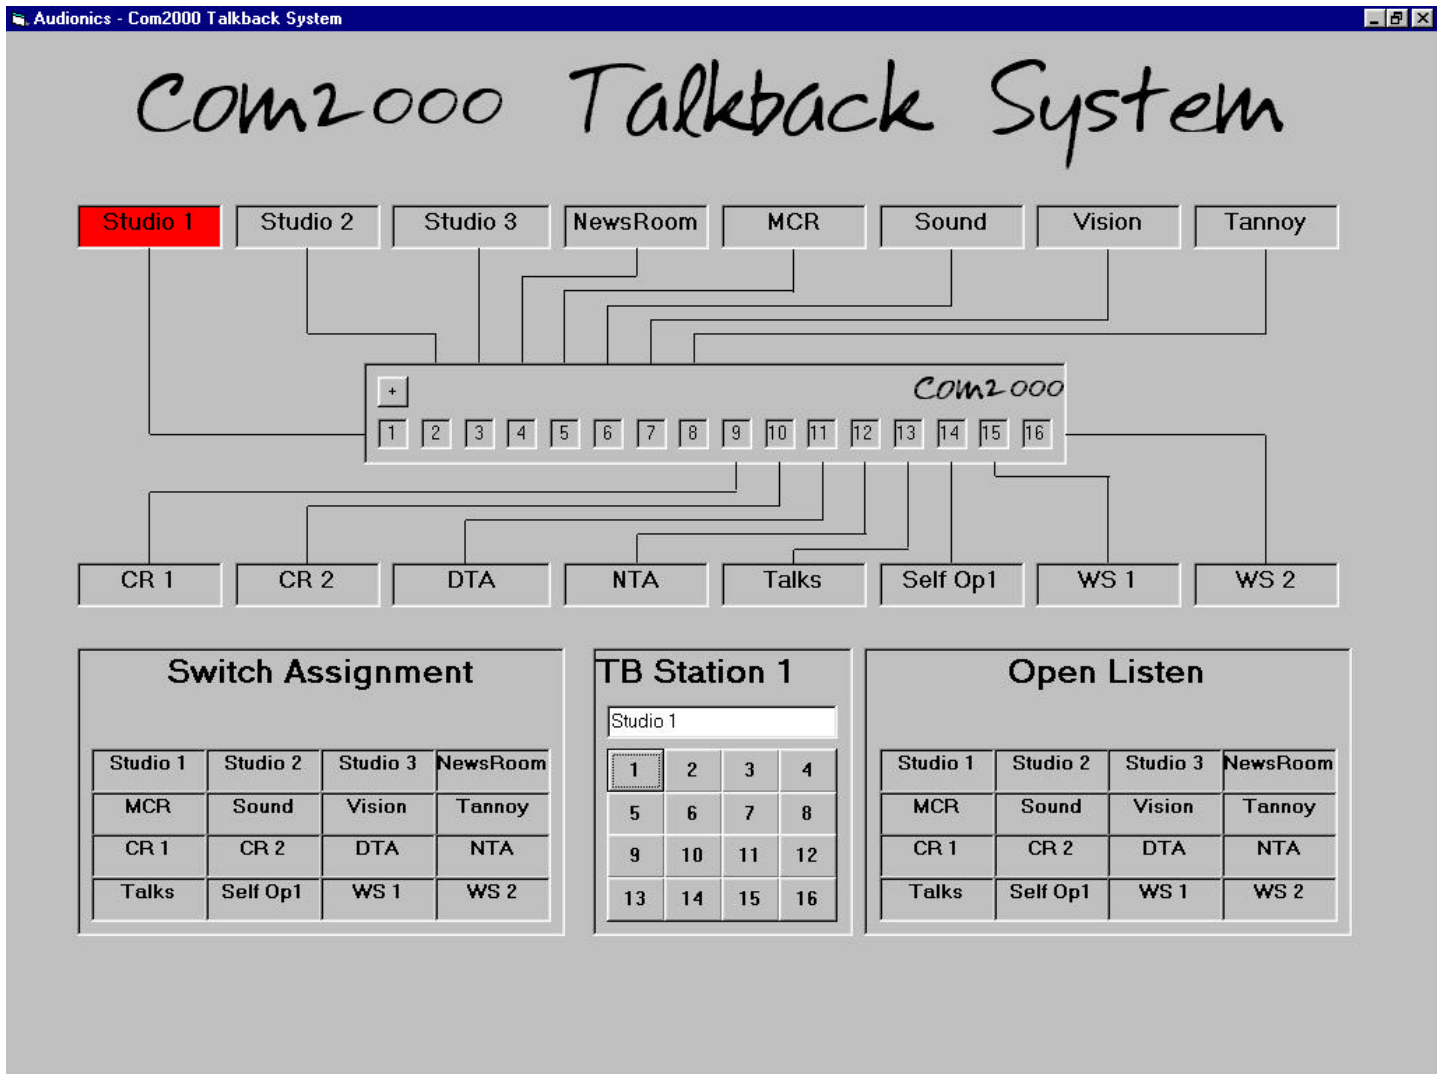 Audionics - Com2000 Talkback System
Com2000 Talkback System
Studio 1 Studio 2 Studio 3 NewsRoom MCR Sound Vision Tannoy
+ Com2000
1 2 3 4 5 6 7 8 9 10 11 12 13 14 15 16
CR 1 CR 2 DTA NTA Talks Self Op1 WS 1 WS 2
Switch Assignment
Studio 1 Studio 2 Studio 3 NewsRoom
MCR Sound Vision Tannoy
CR 1 CR 2 DTA NTA
Talks Self Op1 WS 1 WS 2
TB Station 1
Studio 1
1 2 3 4
5 6 7 8
9 10 11 12
13 14 15 16
Open Listen
Studio 1 Studio 2 Studio 3 NewsRoom
MCR Sound Vision Tannoy
CR 1 CR 2 DTA NTA
Talks Self Op1 WS 1 WS 2